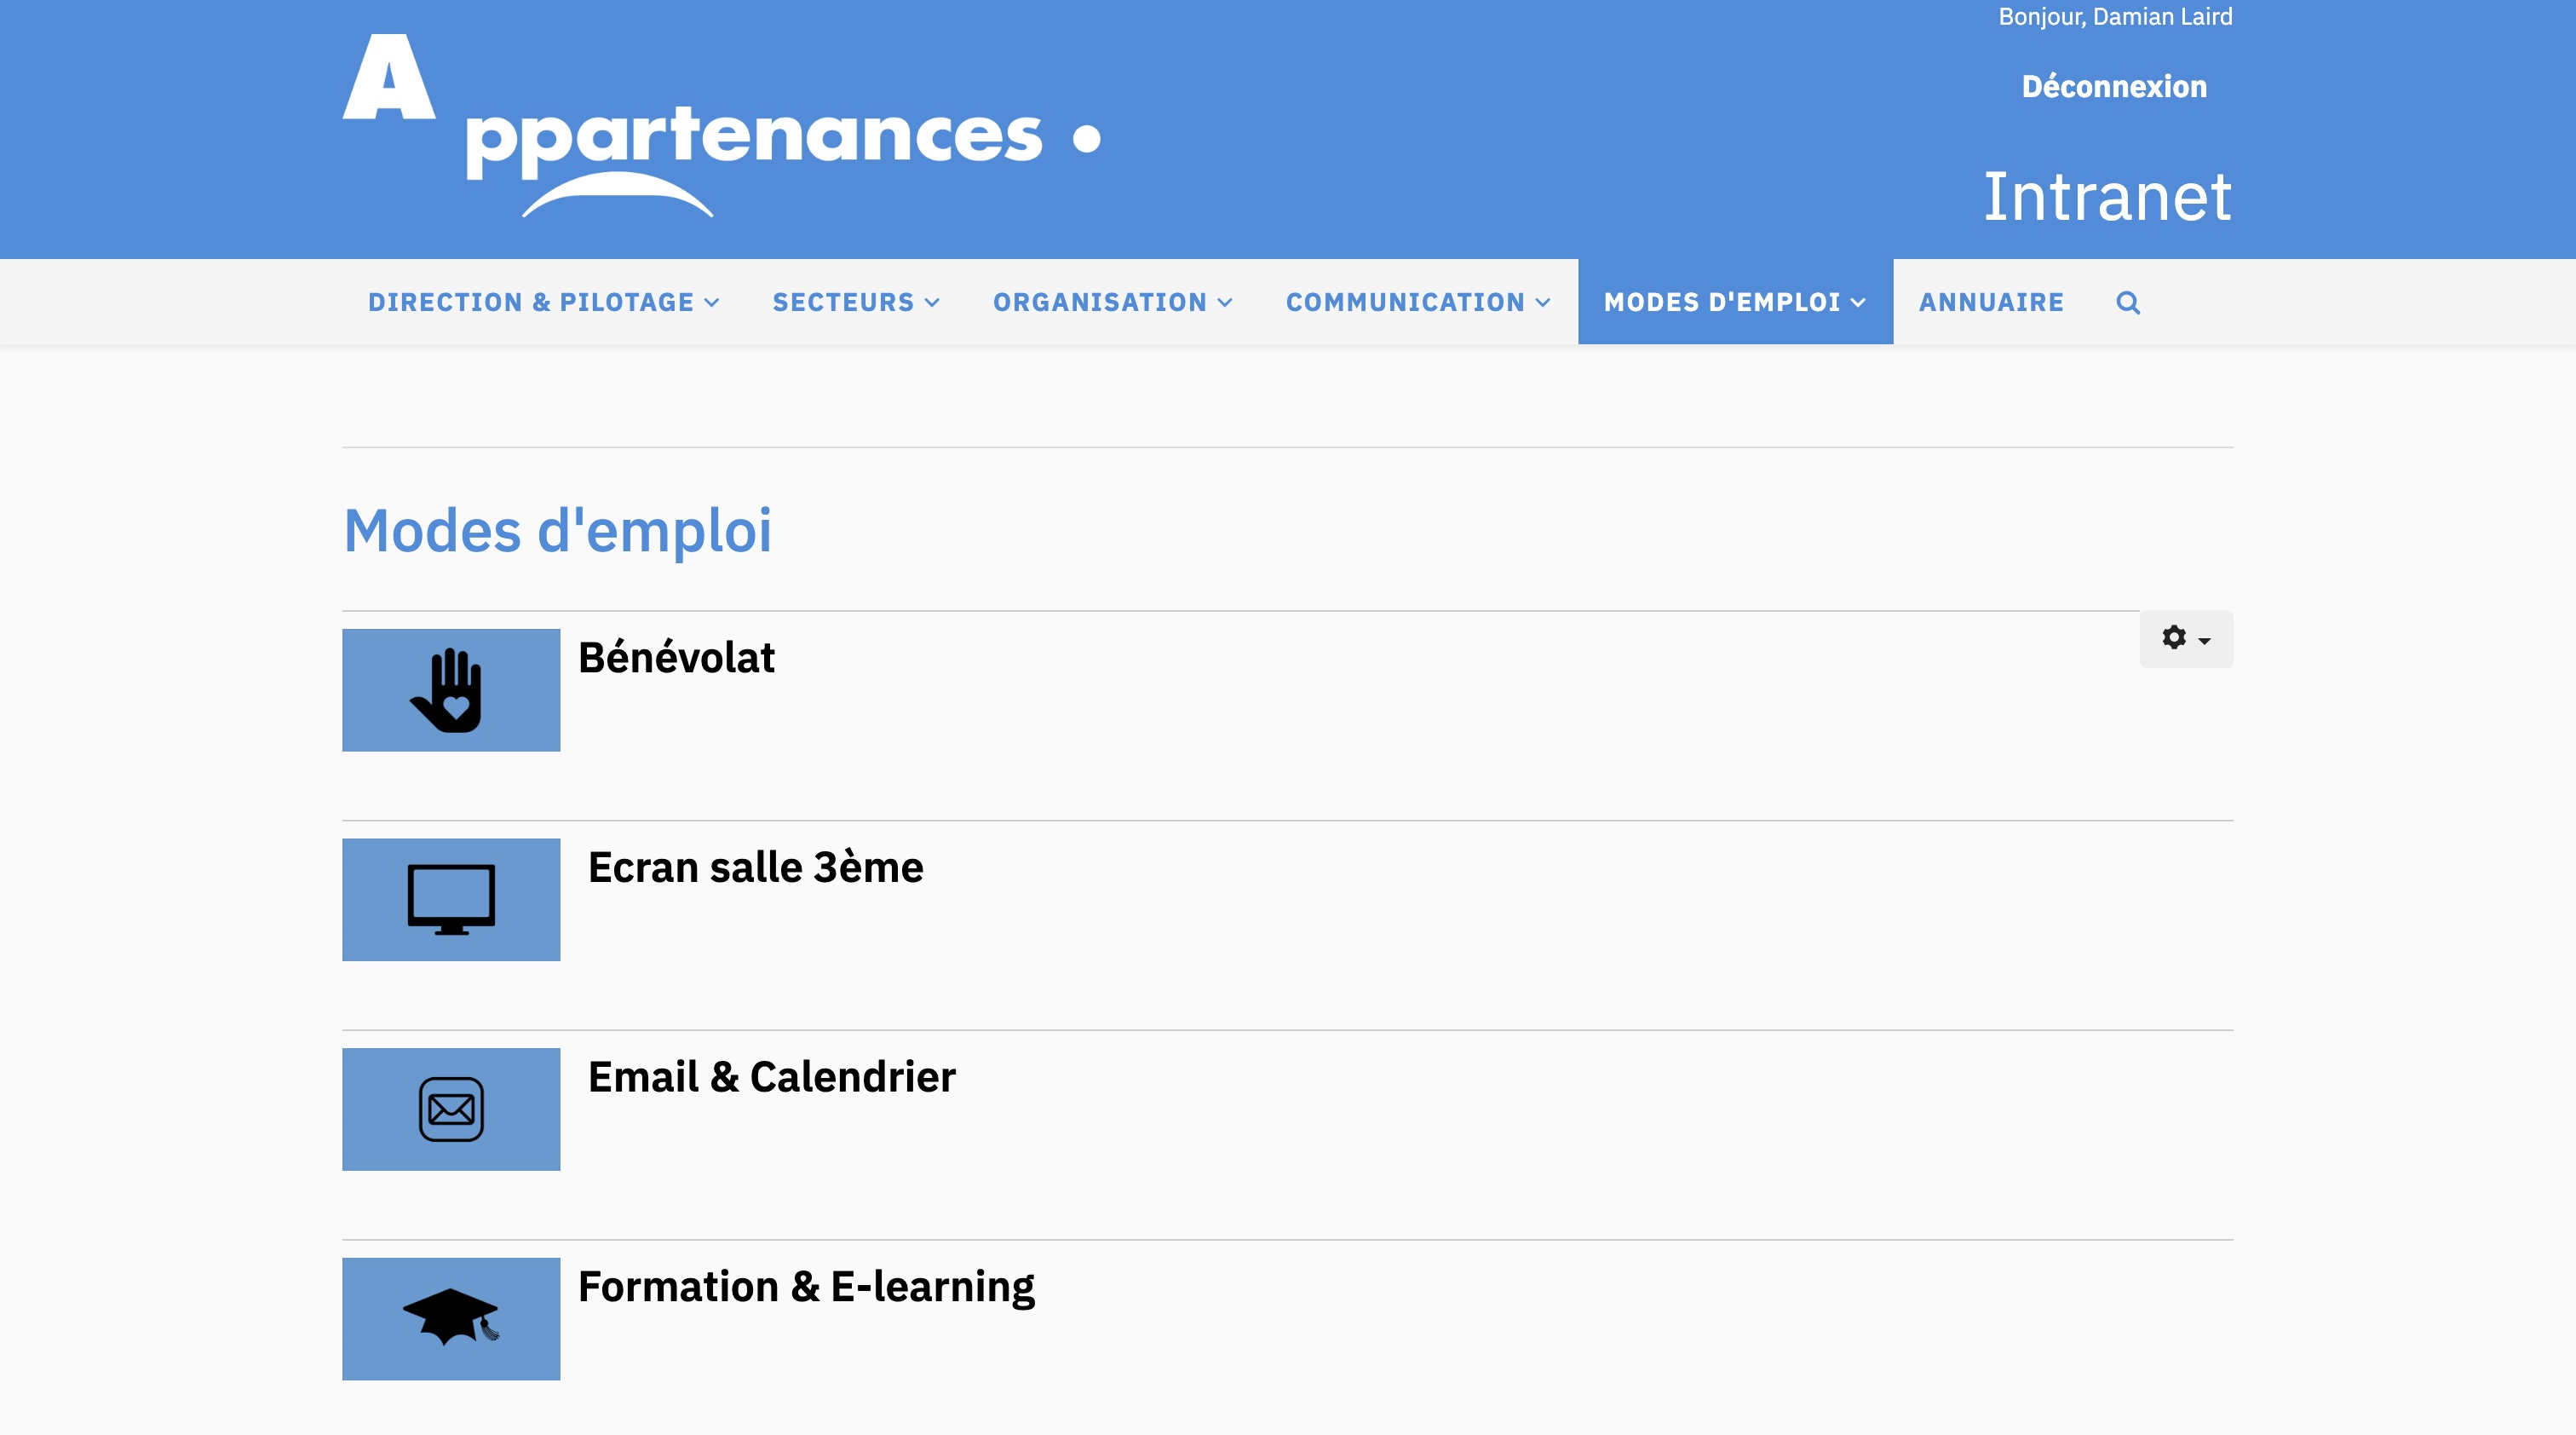 Bonjour, Damian Laird
Déconnexion
Appartenances •
Intranet
DIRECTION & PILOTAGE SECTEURS ORGANISATION COMMUNICATION MODES D'EMPLOI ANNUAIRE
Modes d'emploi
Bénévolat
Ecran salle 3ème
Email & Calendrier
Formation & E-learning